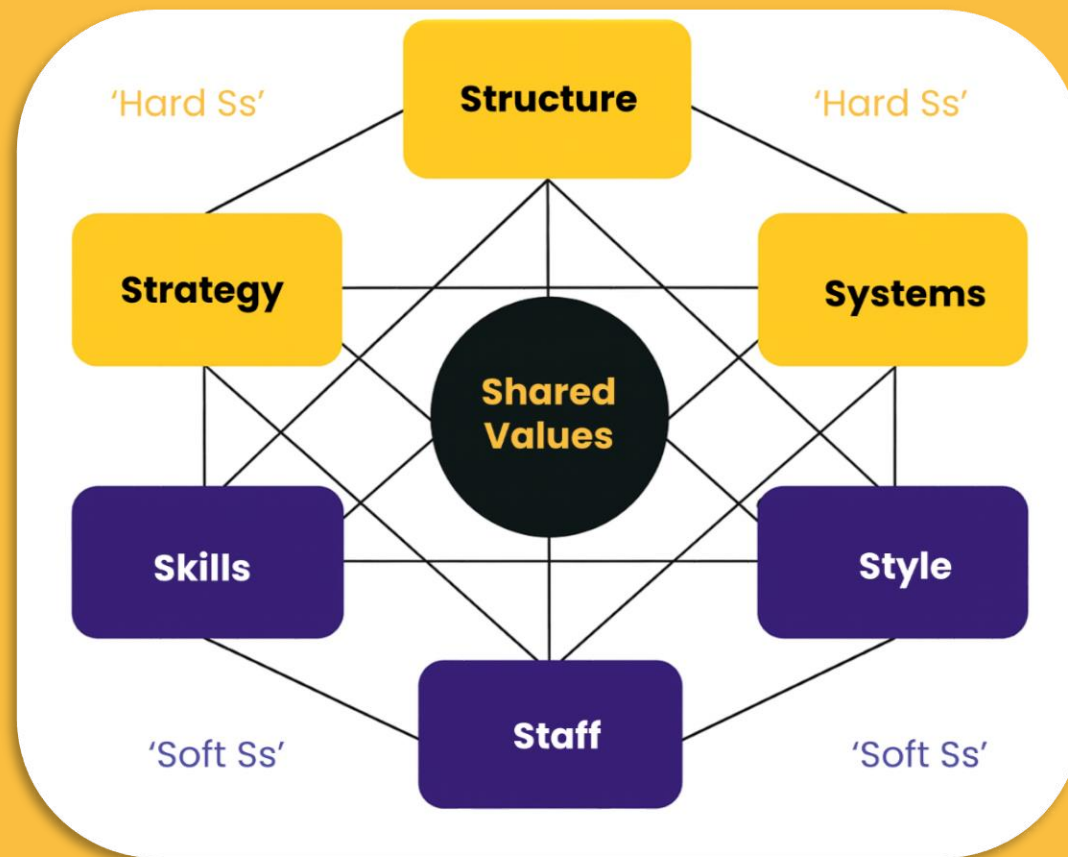 Structure
‘Hard Ss’
‘Hard Ss’
Strategy
Systems
Shared
Values
Skills
Style
Staff
‘Soft Ss’
‘Soft Ss’